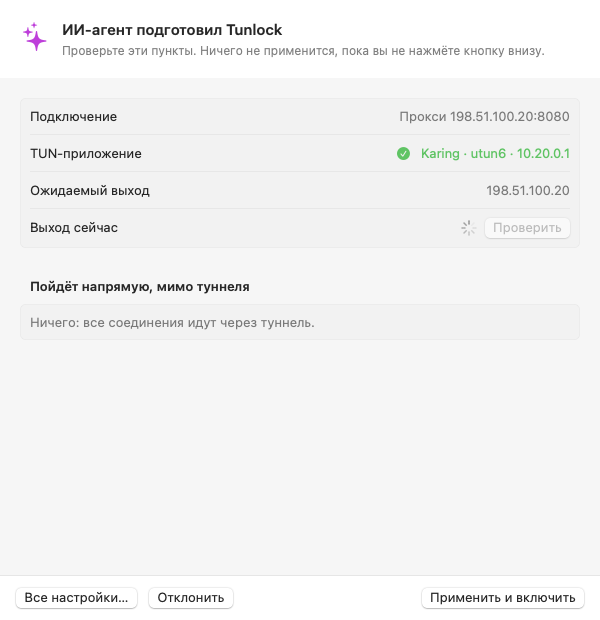 ИИ-агент подготовил Tunlock
Проверьте эти пункты. Ничего не применится, пока вы не нажмёте кнопку внизу.
Подключение
Прокси 198.51.100.20:8080
TUN-приложение
Karing · utun6 · 10.20.0.1
Ожидаемый выход
198.51.100.20
Выход сейчас
Проверить
Пойдёт напрямую, мимо туннеля
Ничего: все соединения идут через туннель.
Все настройки...
Отклонить
Применить и включить